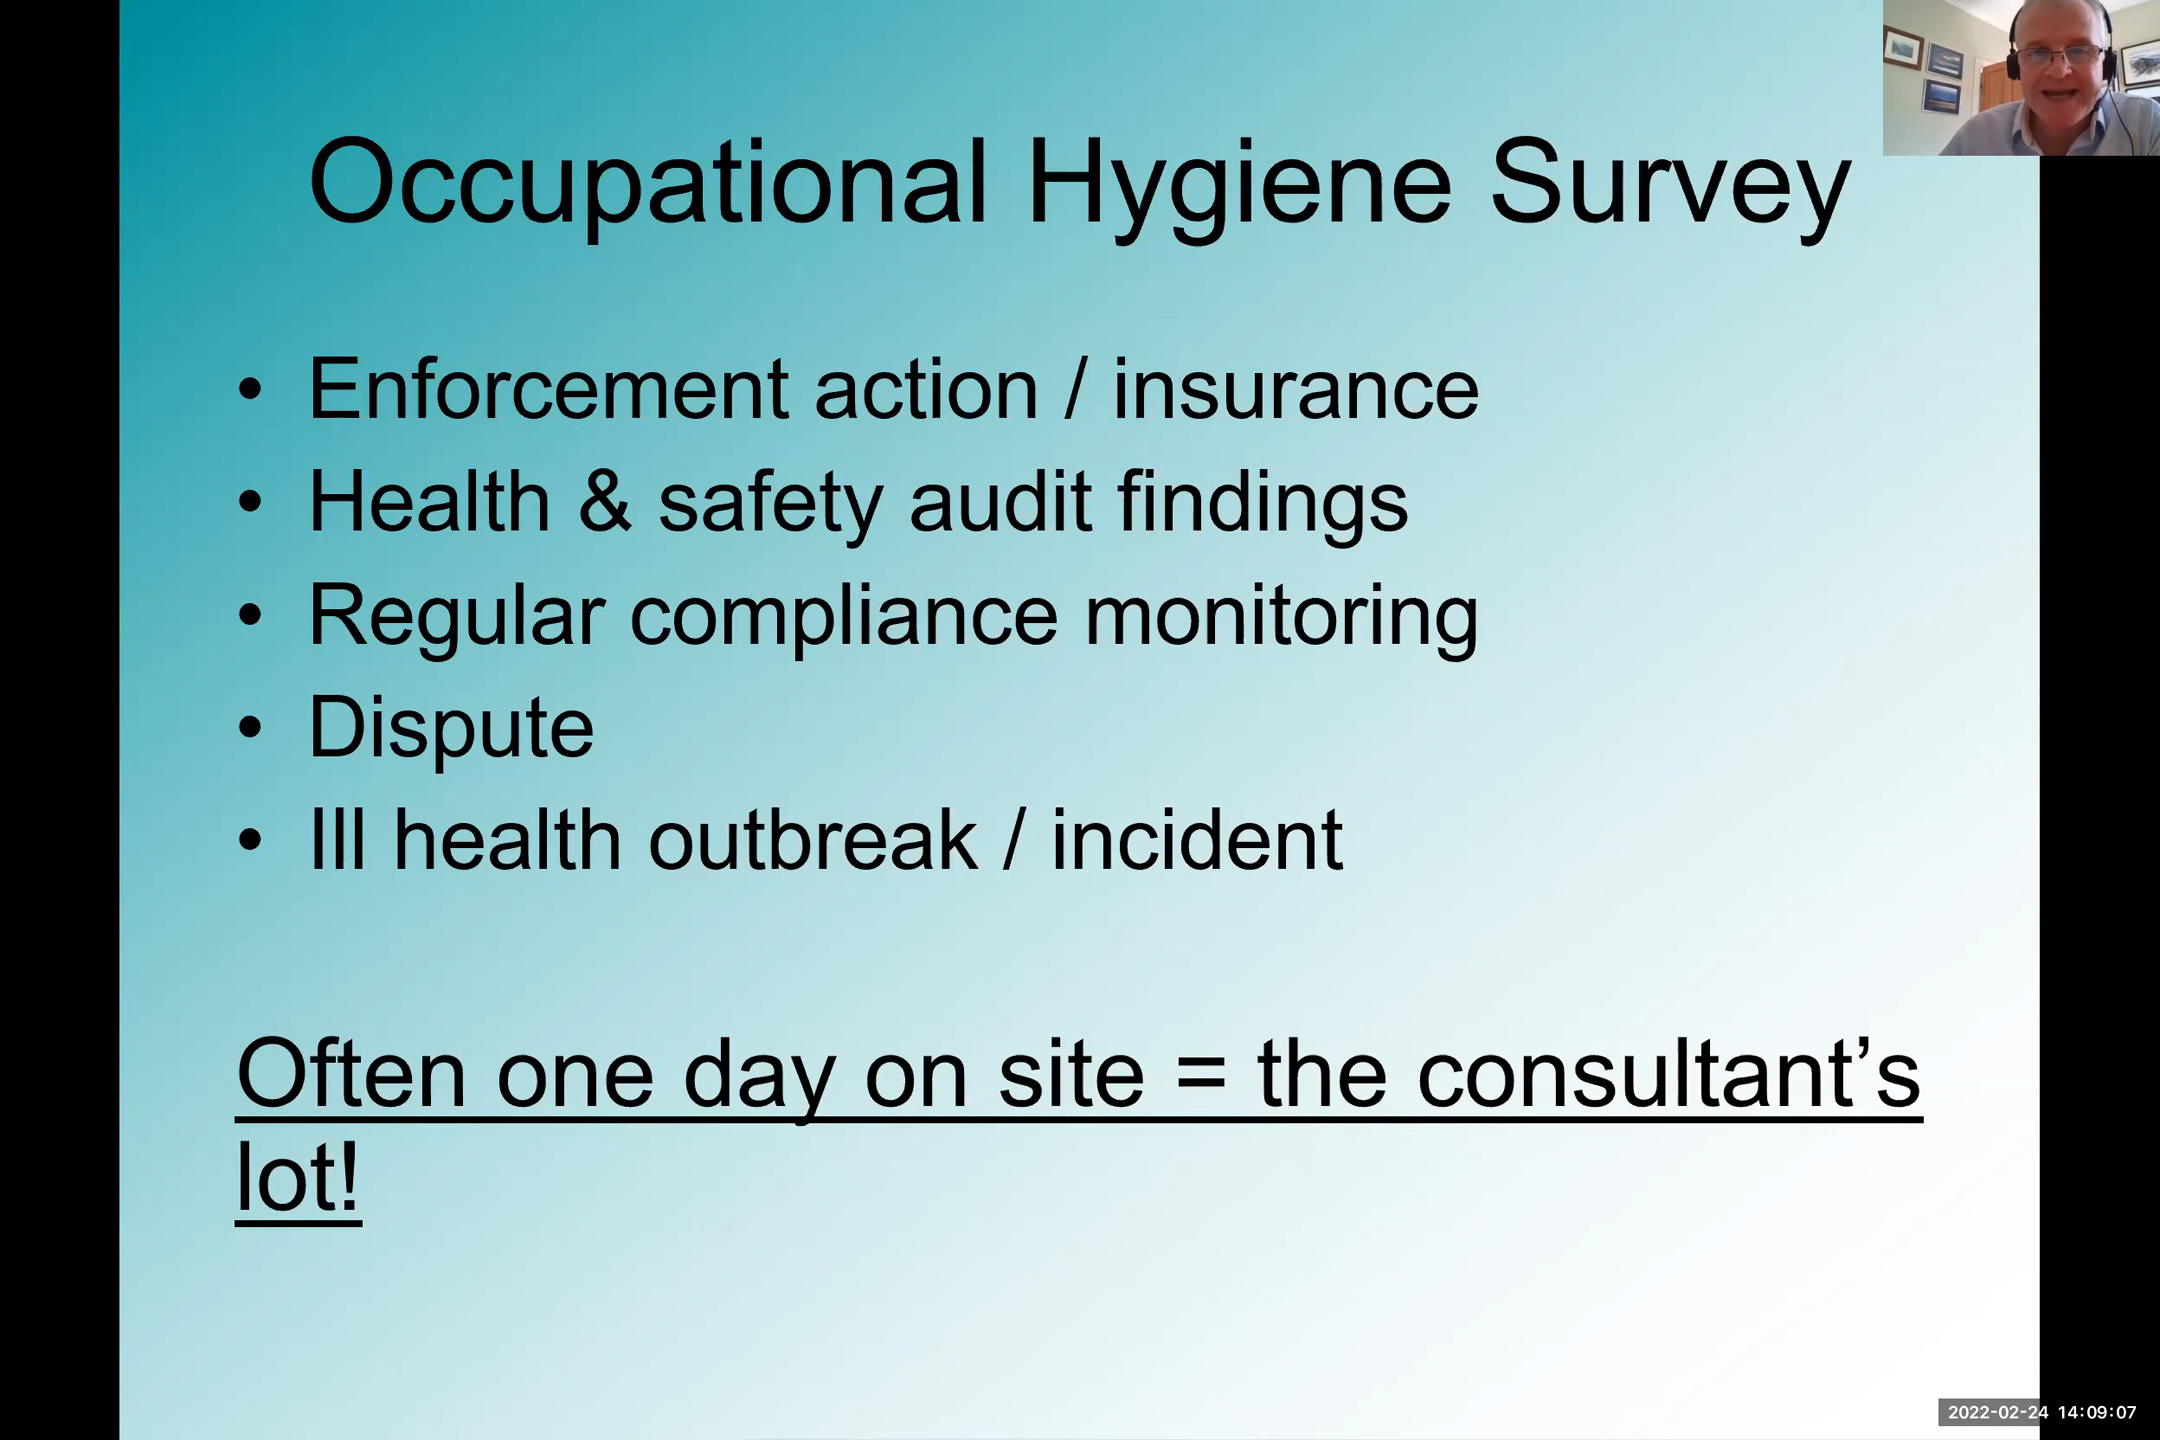 Occupational Hygiene Survey
• Enforcement action / insurance
• Health & safety audit findings
• Regular compliance monitoring
• Dispute
• Ill health outbreak / incident
Often one day on site = the consultant’s
lot!
2022-02-24 14:09:07